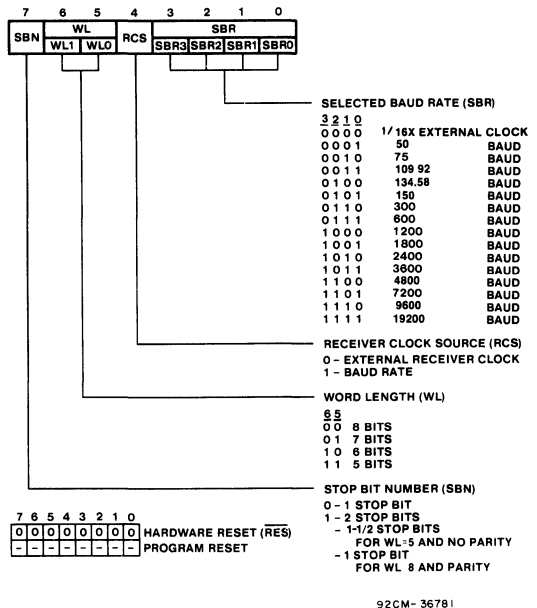 7 6 5 4 3 2 1 0
SBN WL RCS SBR
WL1 WL0 SBR3 SBR2 SBR1 SBR0
SELECTED BAUD RATE (SBR)
3 2 1 0
0 0 0 0 1/16X EXTERNAL CLOCK
0 0 0 1 50 BAUD
0 0 1 0 75 BAUD
0 0 1 1 109 92 BAUD
0 1 0 0 134.58 BAUD
0 1 0 1 150 BAUD
0 1 1 0 300 BAUD
0 1 1 1 600 BAUD
1 0 0 0 1200 BAUD
1 0 0 1 1800 BAUD
1 0 1 0 2400 BAUD
1 0 1 1 3600 BAUD
1 1 0 0 4800 BAUD
1 1 0 1 7200 BAUD
1 1 1 0 9600 BAUD
1 1 1 1 19200 BAUD
RECEIVER CLOCK SOURCE (RCS)
0 – EXTERNAL RECEIVER CLOCK
1 – BAUD RATE
WORD LENGTH (WL)
6 5
0 0 8 BITS
0 1 7 BITS
1 0 6 BITS
1 1 5 BITS
STOP BIT NUMBER (SBN)
0 – 1 STOP BIT
1 – 2 STOP BITS
– 1-1/2 STOP BITS
FOR WL=5 AND NO PARITY
– 1 STOP BIT
FOR WL 8 AND PARITY
7 6 5 4 3 2 1 0
0 0 0 0 0 0 0 0 HARDWARE RESET (RES)
– – – – – – – – PROGRAM RESET
92CM-36781